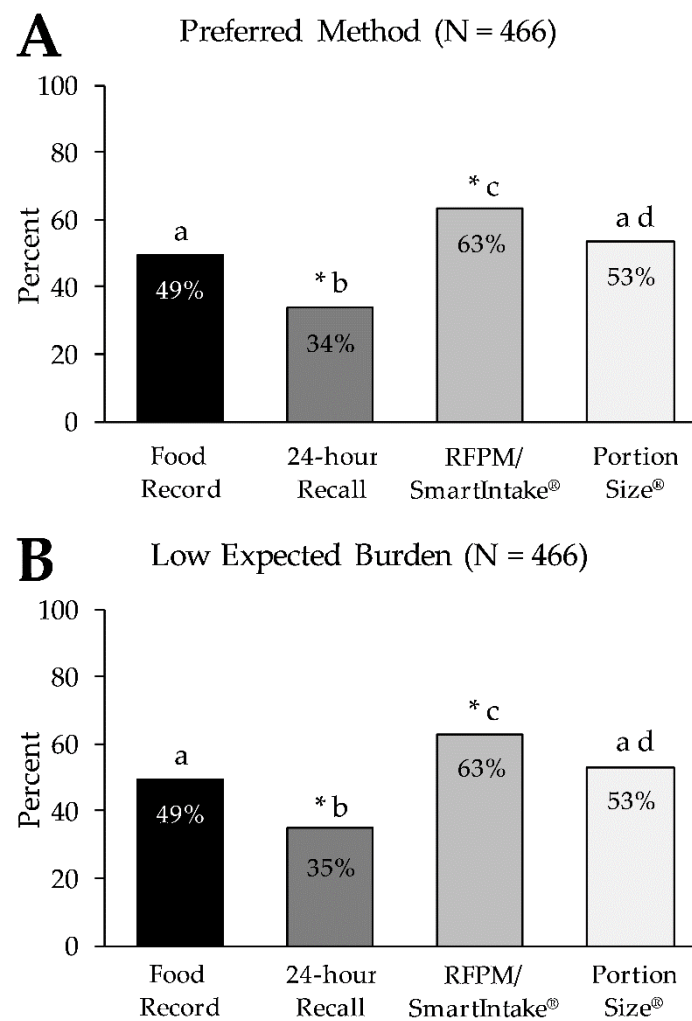 A Preferred Method (N = 466)
Percent
100
80
60
40
20
0
a
49%
* b
34%
* c
63%
a d
53%
Food
Record
24-hour
Recall
RFPM/
SmartIntake®
Portion
Size®
B Low Expected Burden (N = 466)
Percent
100
80
60
40
20
0
a
49%
* b
35%
* c
63%
a d
53%
Food
Record
24-hour
Recall
RFPM/
SmartIntake®
Portion
Size®